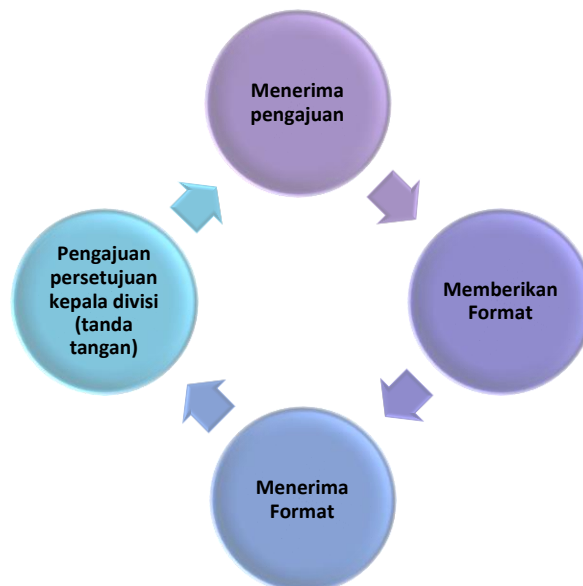 Menerima
pengajuan
Memberikan
Format
Menerima
Format
Pengajuan
persetujuan
kepala divisi
(tanda
tangan)